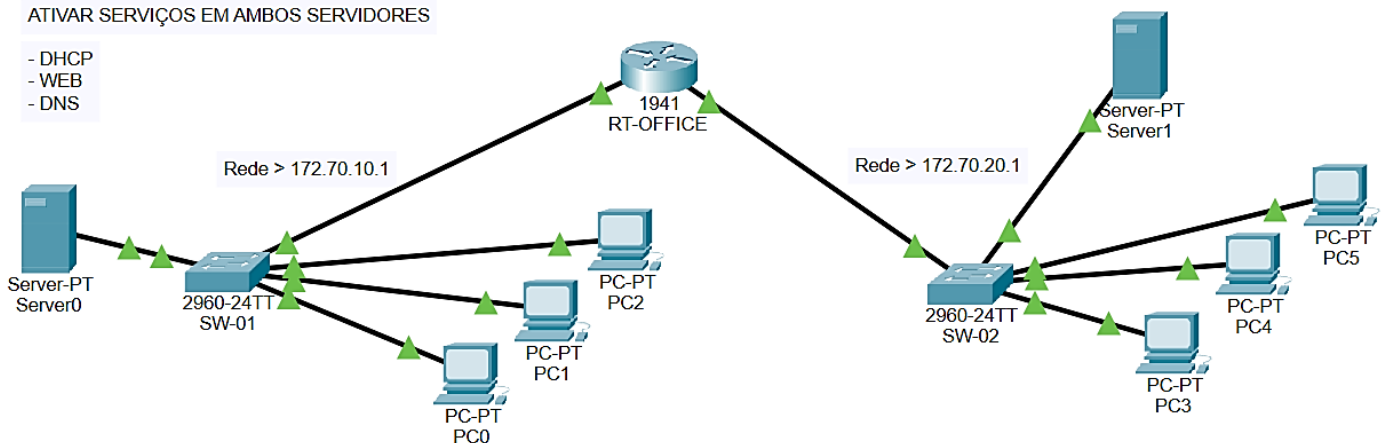 ATIVAR SERVIÇOS EM AMBOS SERVIDORES
- DHCP
- WEB
- DNS
1941
RT-OFFICE
Server-PT
Server1
Rede > 172.70.10.1
Rede > 172.70.20.1
Server-PT
Server0
2960-24TT
SW-01
PC-PT
PC2
PC-PT
PC1
PC-PT
PC0
2960-24TT
SW-02
PC-PT
PC5
PC-PT
PC4
PC-PT
PC3